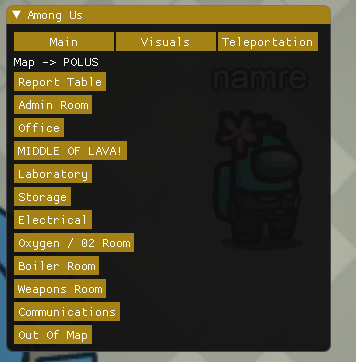 Among Us
Main Visuals Teleportation
Map -> POLUS
namre
Report Table
Admin Room
Office
MIDDLE OF LAVA!
Laboratory
Storage
Electrical
Oxygen / O2 Room
Boiler Room
Weapons Room
Communications
Out Of Map